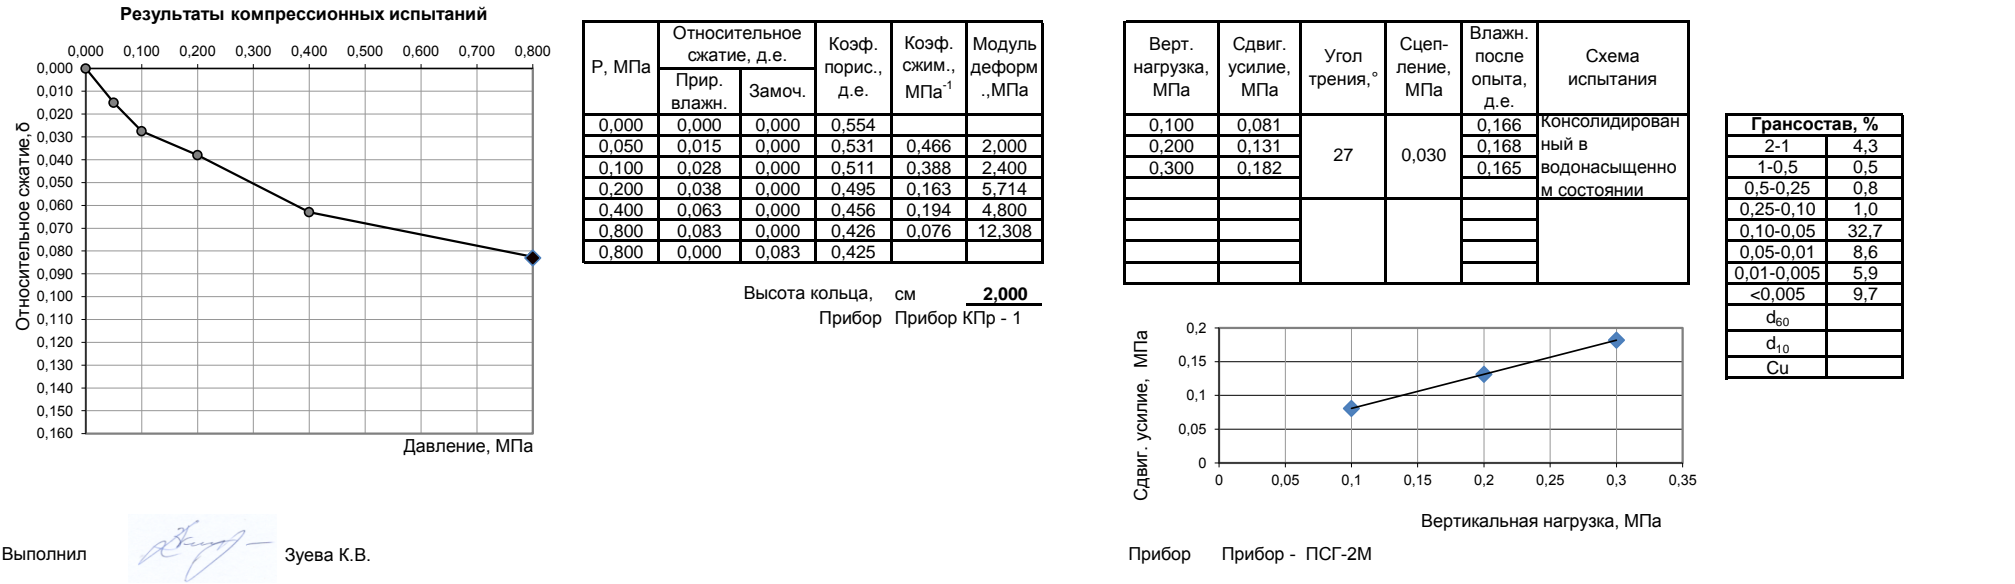 Результаты компрессионных испытаний
0,000 0,100 0,200 0,300 0,400 0,500 0,600 0,700 0,800
0,000
0,010
0,020
0,030
0,040
0,050
0,060
0,070
0,080
0,090
0,100
0,110
0,120
0,130
0,140
0,150
0,160
Относительное сжатие,δ
Давление, МПа
P, МПа
Относительное сжатие, д.е.
Прир. влажн.
Замоч.
Коэф. порис., д.е.
Коэф. сжим., МПа-1
Модуль деформ .,МПа
0,000 0,000 0,000 0,554
0,050 0,015 0,000 0,531 0,466 2,000
0,100 0,028 0,000 0,511 0,388 2,400
0,200 0,038 0,000 0,495 0,163 5,714
0,400 0,063 0,000 0,456 0,194 4,800
0,800 0,083 0,000 0,426 0,076 12,308
0,800 0,000 0,083 0,425
Высота кольца, см 2,000
Прибор Прибор КПр - 1
Верт. нагрузка, МПа
Сдвиг. усилие, МПа
Угол трения,°
Сцеп- ление, МПа
Влажн. после опыта, д.е.
Схема испытания
0,100 0,081 0,166
0,200 0,131 0,168
0,300 0,182 0,165
27 0,030
Консолидирован
ный в
водонасыщенно
м состоянии
Грансостав, %
2-1 4,3
1-0,5 0,5
0,5-0,25 0,8
0,25-0,10 1,0
0,10-0,05 32,7
0,05-0,01 8,6
0,01-0,005 5,9
<0,005 9,7
d60
d10
Cu
Сдвиг. усилие, МПа
0,2
0,15
0,1
0,05
0
0 0,05 0,1 0,15 0,2 0,25 0,3 0,35
Вертикальная нагрузка, МПа
Выполнил Зуева К.В.
Прибор Прибор - ПСГ-2М